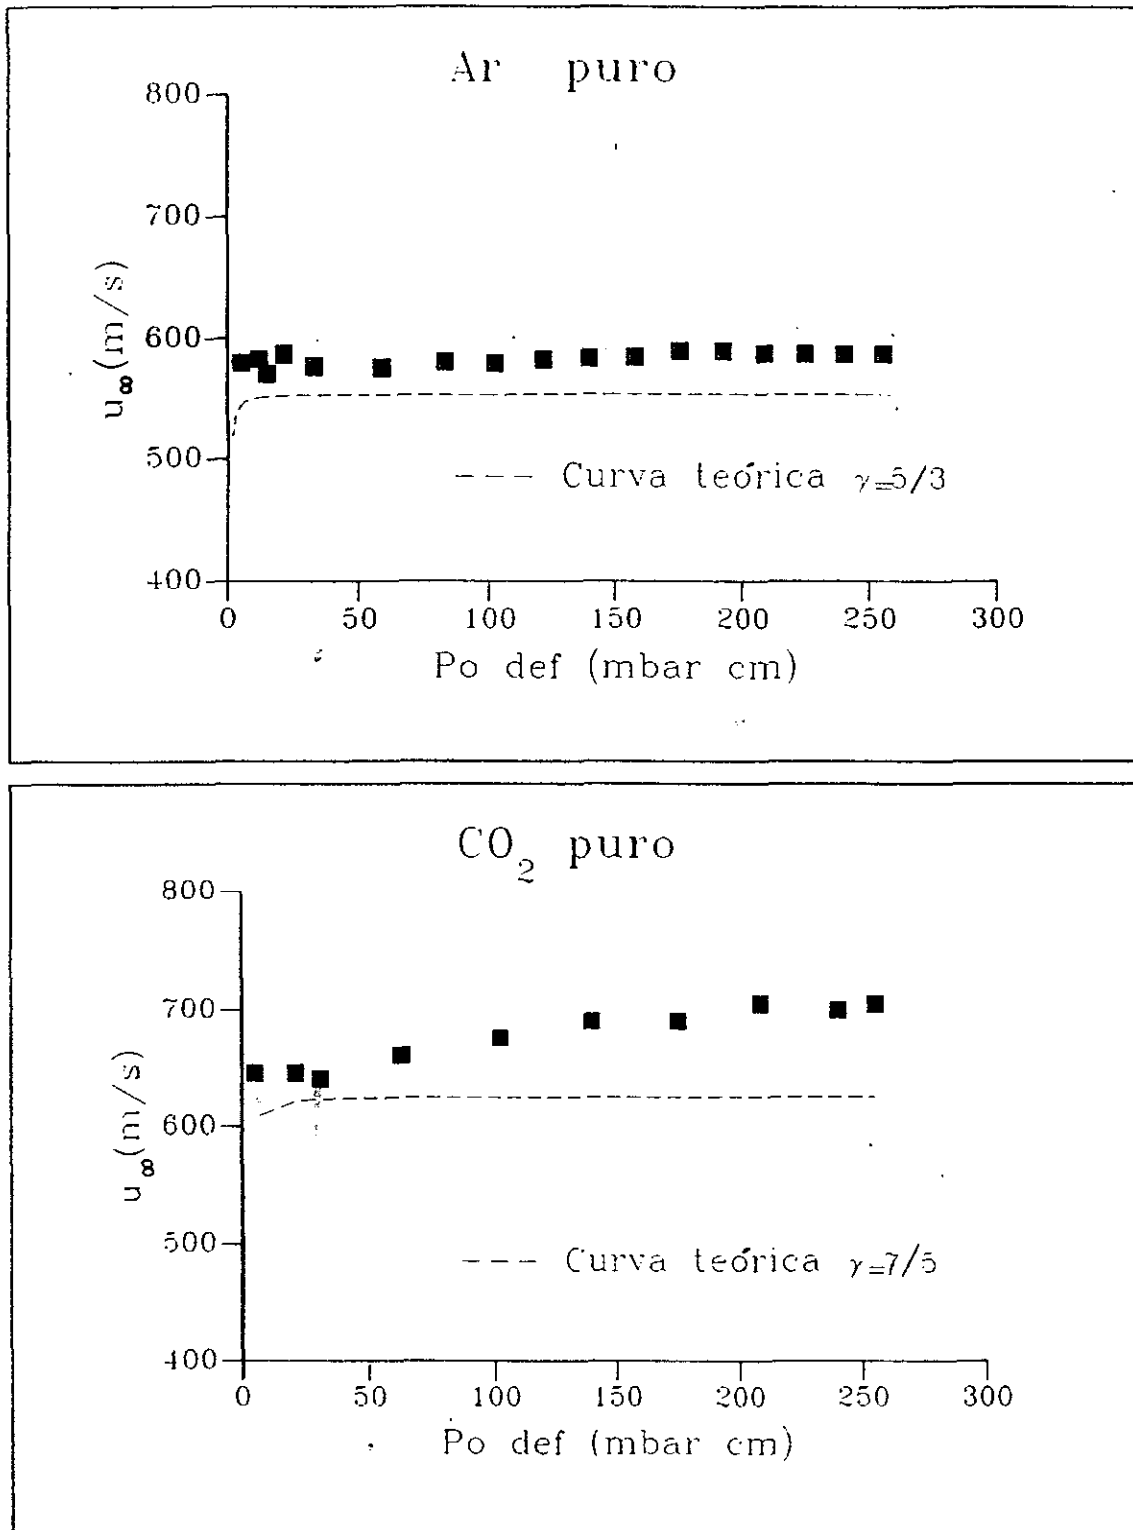 Ar puro
800
700
600
500
400
u∞(m/s)
0 50 100 150 200 250 300
Po def (mbar cm)
--- Curva teórica γ=5/3
CO2 puro
800
700
600
500
400
u∞(m/s)
0 50 100 150 200 250 300
Po def (mbar cm)
--- Curva teórica γ=7/5